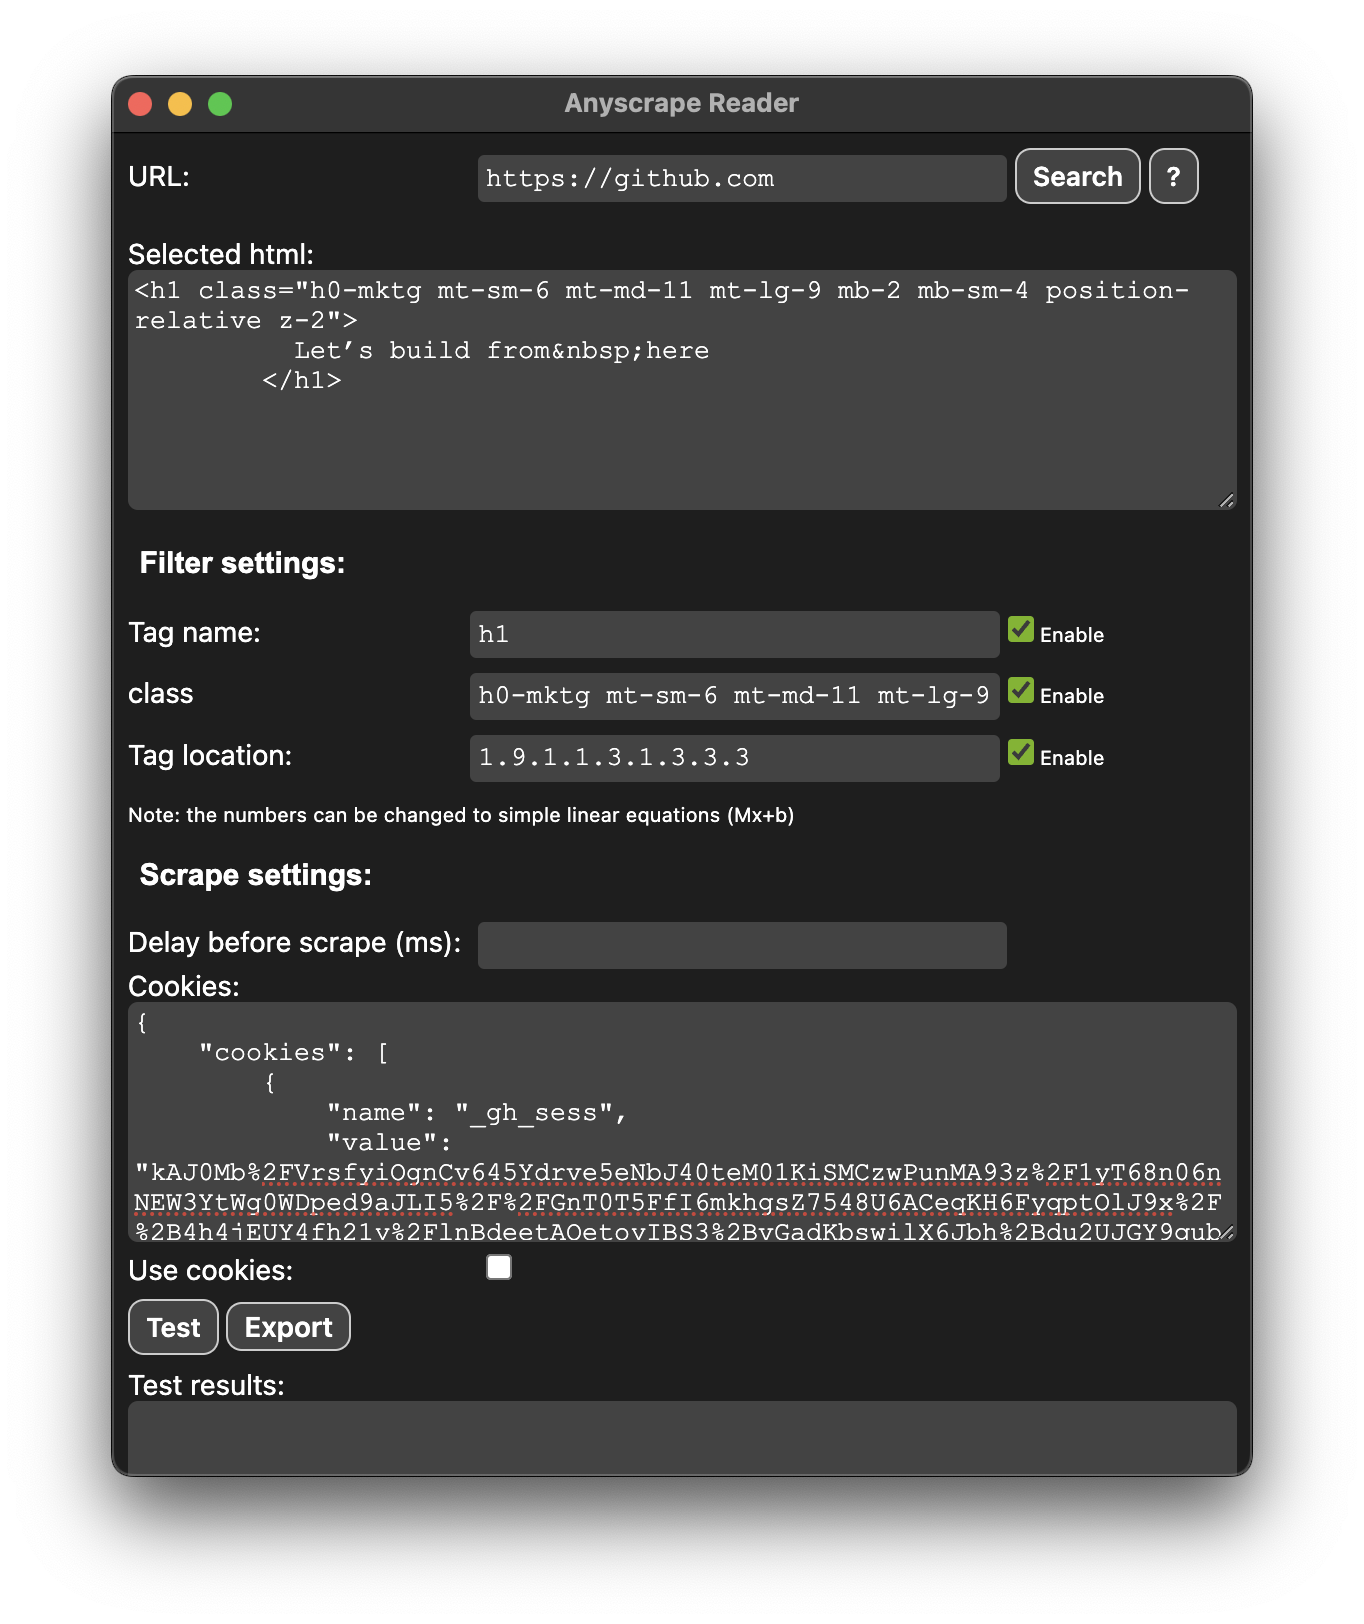 Anyscrape Reader
URL: https://github.com Search ?
Selected html:
<h1 class="h0-mktg mt-sm-6 mt-md-11 mt-lg-9 mb-2 mb-sm-4 position-
relative z-2">
Let’s build from&nbsp;here
</h1>
Filter settings:
Tag name: h1 Enable
class h0-mktg mt-sm-6 mt-md-11 mt-lg-9 Enable
Tag location: 1.9.1.1.3.1.3.3.3 Enable
Note: the numbers can be changed to simple linear equations (Mx+b)
Scrape settings:
Delay before scrape (ms):
Cookies:
{
"cookies": [
{
"name": "_gh_sess",
"value":
"kAJ0Mb%2FVrsfyiOgnCv645Ydrve5eNbJ40teM01KiSMCzwPunMA93z%2F1yT68n06n
NEW3YtWg0WDped9aJLI5%2F%2FGnT0T5FfI6mkhgsZ7548U6ACeqKH6FyqptOlJ9x%2F
%2B4h4jEUY4fh21v%2FlnBdeetAOetovIBS3%2BvGadKbswilX6Jbh%2Bdu2UJGY9gub
Use cookies:
Test Export
Test results: